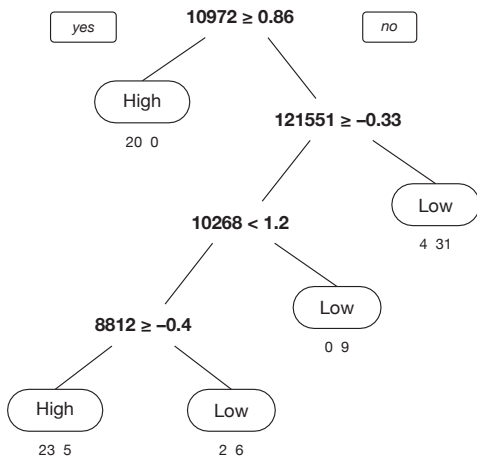 10972 ≥ 0.86
yes
no
High
20 0
121551 ≥ –0.33
Low
4 31
10268 < 1.2
Low
0 9
8812 ≥ –0.4
High
23 5
Low
2 6